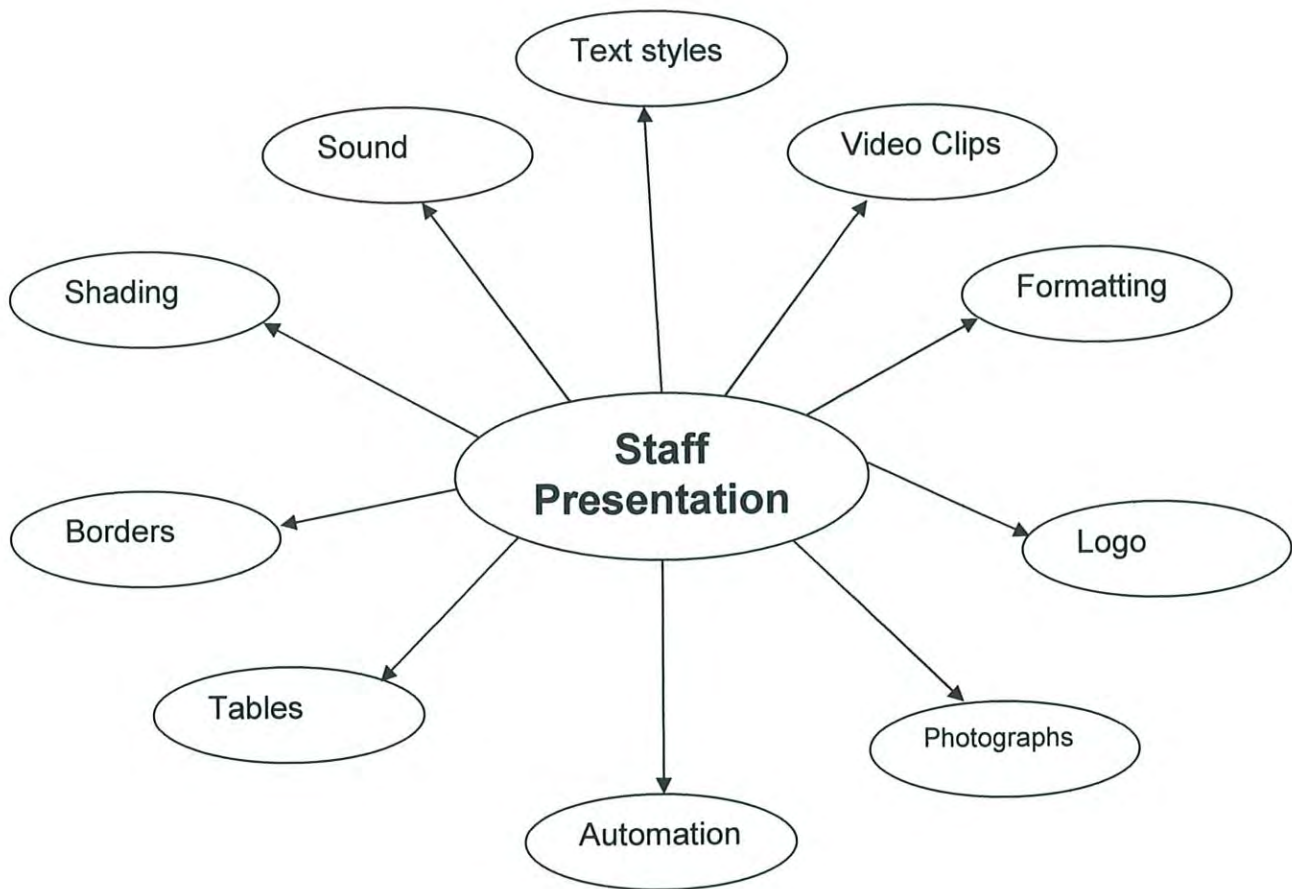 Text styles
Sound
Video Clips
Shading
Formatting
Staff
Presentation
Borders
Logo
Tables
Photographs
Automation